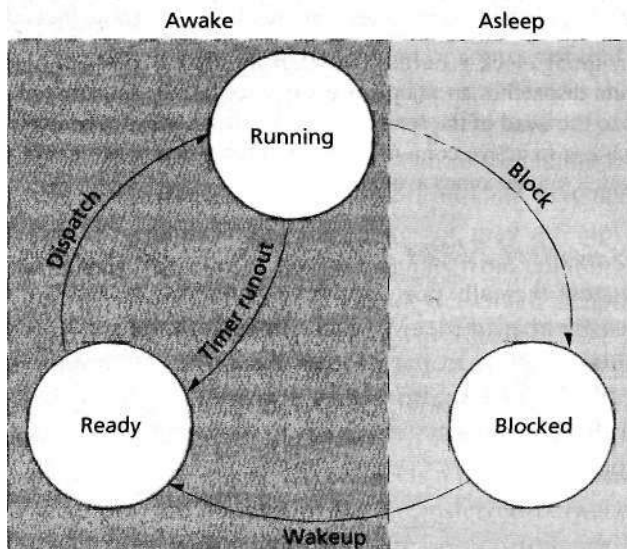 Awake Asleep
Running
Dispatch
Block
Timer runout
Ready
Blocked
Wakeup